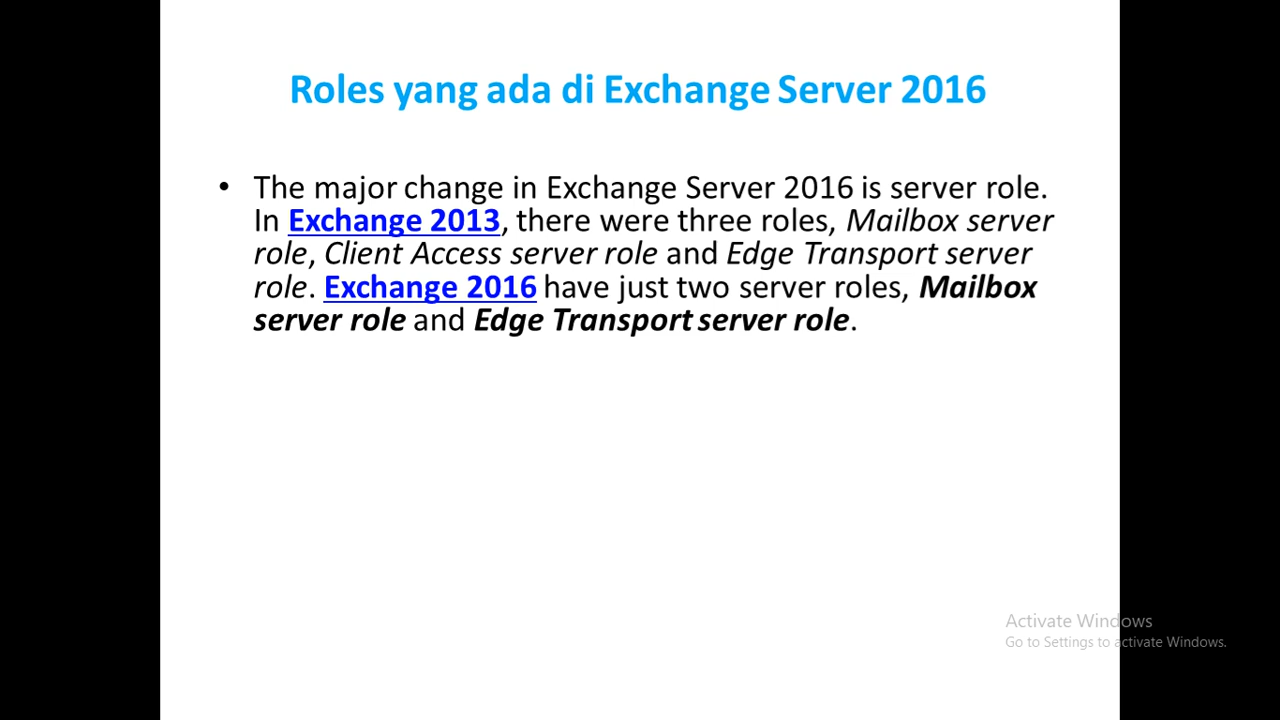 Roles yang ada di Exchange Server 2016
• The major change in Exchange Server 2016 is server role.
In Exchange 2013, there were three roles, Mailbox server
role, Client Access server role and Edge Transport server
role. Exchange 2016 have just two server roles, Mailbox
server role and Edge Transport server role.
Activate Windows
Go to Settings to activate Windows.